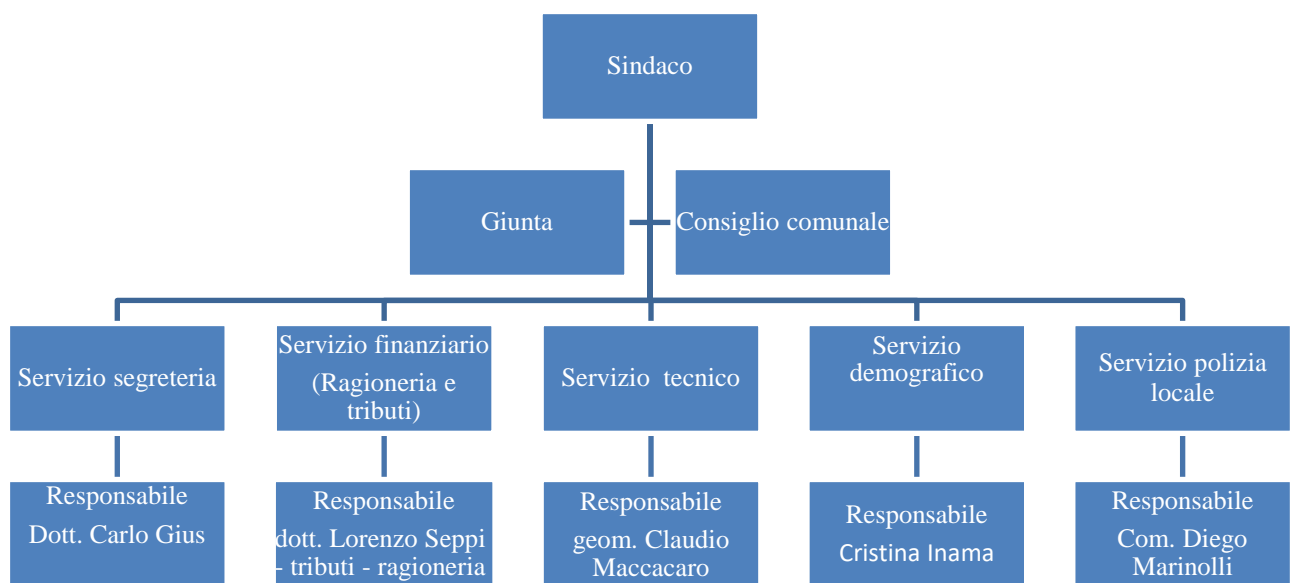 Sindaco
Giunta
Consiglio comunale
Servizio segreteria
Servizio finanziario
(Ragioneria e
tributi)
Servizio tecnico
Servizio
demografico
Servizio polizia
locale
Responsabile
Dott. Carlo Gius
Responsabile
dott. Lorenzo Seppi
- tributi - ragioneria
Responsabile
geom. Claudio
Maccacaro
Responsabile
Cristina Inama
Responsabile
Com. Diego
Marinolli